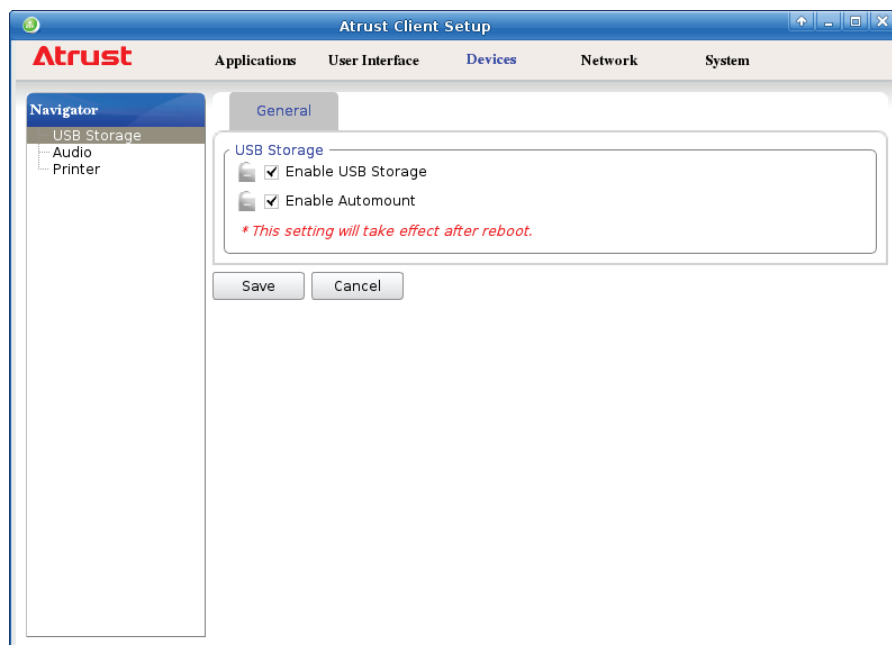 Atrust Client Setup
Atrust
Applications User Interface Devices Network System
Navigator
USB Storage
Audio
Printer
General
USB Storage
Enable USB Storage
Enable Automount
* This setting will take effect after reboot.
Save Cancel